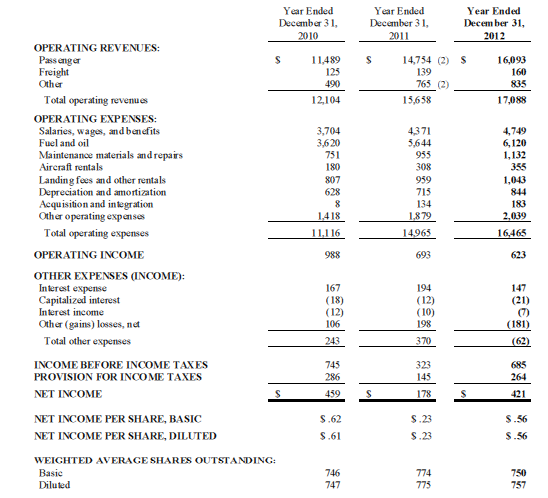 Year Ended Year Ended Year Ended
December 31, December 31, December 31,
2010 2011 2012
OPERATING REVENUES:
Passenger $ 11,489 $ 14,754 (2) $ 16,093
Freight 125 139 160
Other 490 765 (2) 835
Total operating revenues 12,104 15,658 17,088
OPERATING EXPENSES:
Salaries, wages, and benefits 3,704 4,371 4,749
Fuel and oil 3,620 5,644 6,120
Maintenance materials and repairs 751 955 1,132
Aircraft rentals 180 308 355
Landing fees and other rentals 807 959 1,043
Depreciation and amortization 628 715 844
Acquisition and integration 8 134 183
Other operating expenses 1,418 1,879 2,039
Total operating expenses 11,116 14,965 16,465
OPERATING INCOME 988 693 623
OTHER EXPENSES (INCOME):
Interest expense 167 194 147
Capitalized interest (18) (12) (21)
Interest income (12) (10) (7)
Other (gains) losses, net 106 198 (181)
Total other expenses 243 370 (62)
INCOME BEFORE INCOME TAXES 745 323 685
PROVISION FOR INCOME TAXES 286 145 264
NET INCOME $ 459 $ 178 $ 421
NET INCOME PER SHARE, BASIC $.62 $.23 $.56
NET INCOME PER SHARE, DILUTED $.61 $.23 $.56
WEIGHTED AVERAGE SHARES OUTSTANDING:
Basic 746 774 750
Diluted 747 775 757